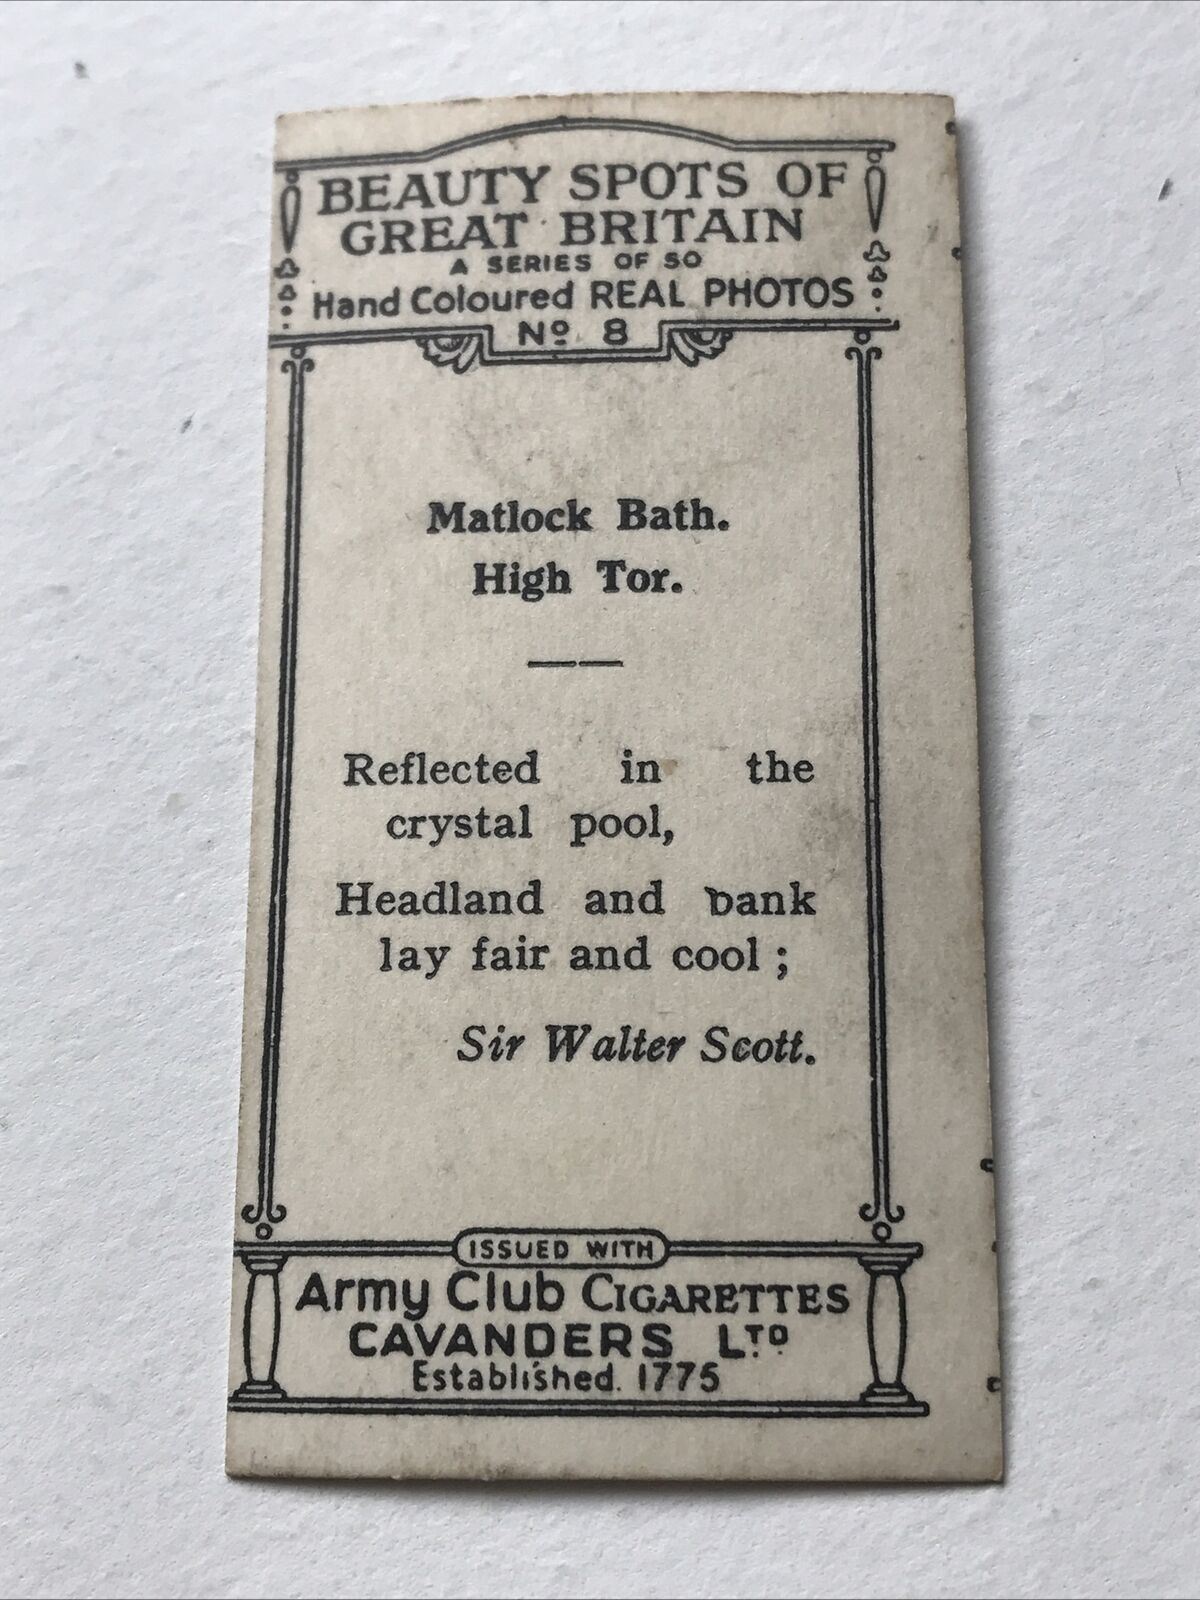 BEAUTY SPOTS OF
GREAT BRITAIN
A SERIES OF 50
Hand Coloured REAL PHOTOS
Nº 8
Matlock Bath.
High Tor.
Reflected in the
crystal pool,
Headland and bank
lay fair and cool ;
Sir Walter Scott.
ISSUED WITH
Army Club CIGARETTES
CAVANDERS LTD
Established. 1775